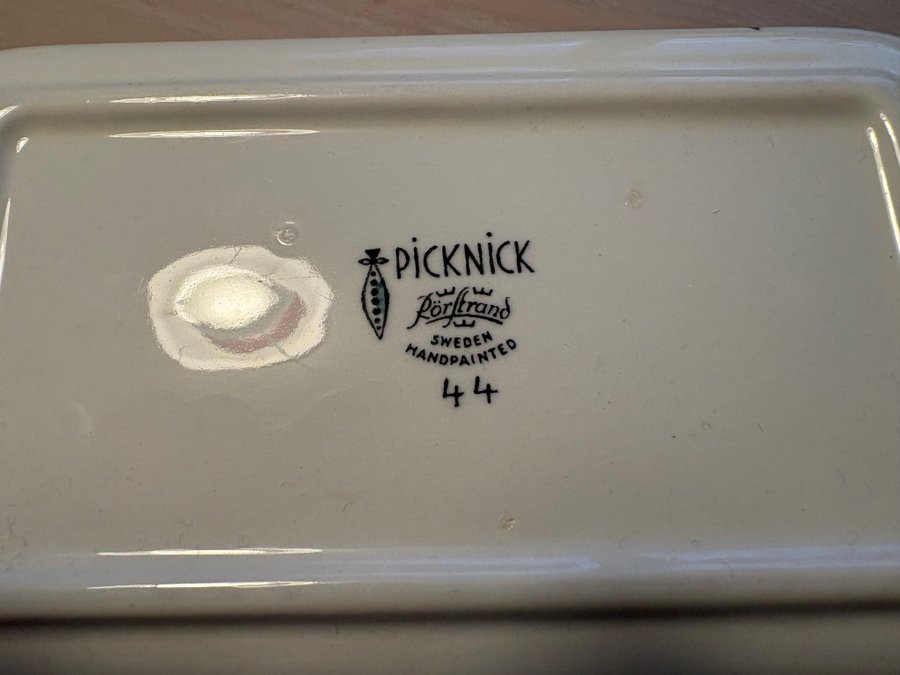 PiCKNiCK
Rörstrand
SWEDEN
HANDPAINTED
44